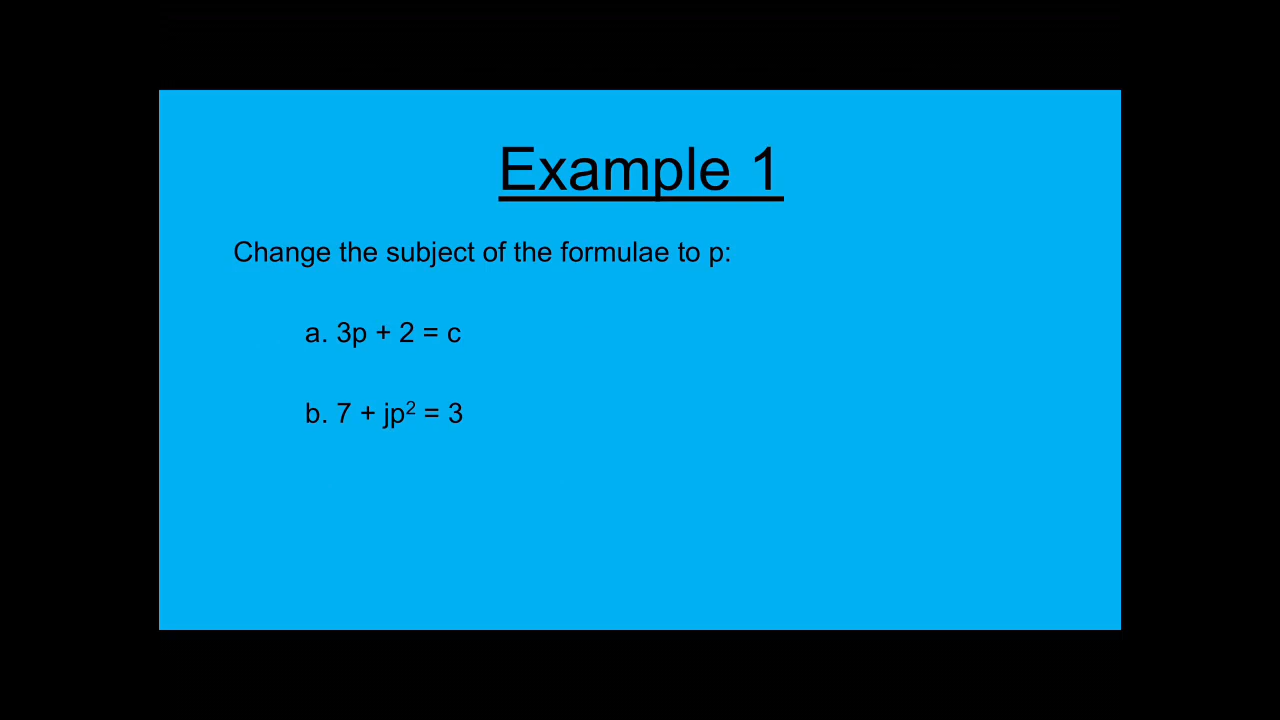 Example 1
Change the subject of the formulae to p:
a. 3p + 2 = c
b. 7 + jp² = 3